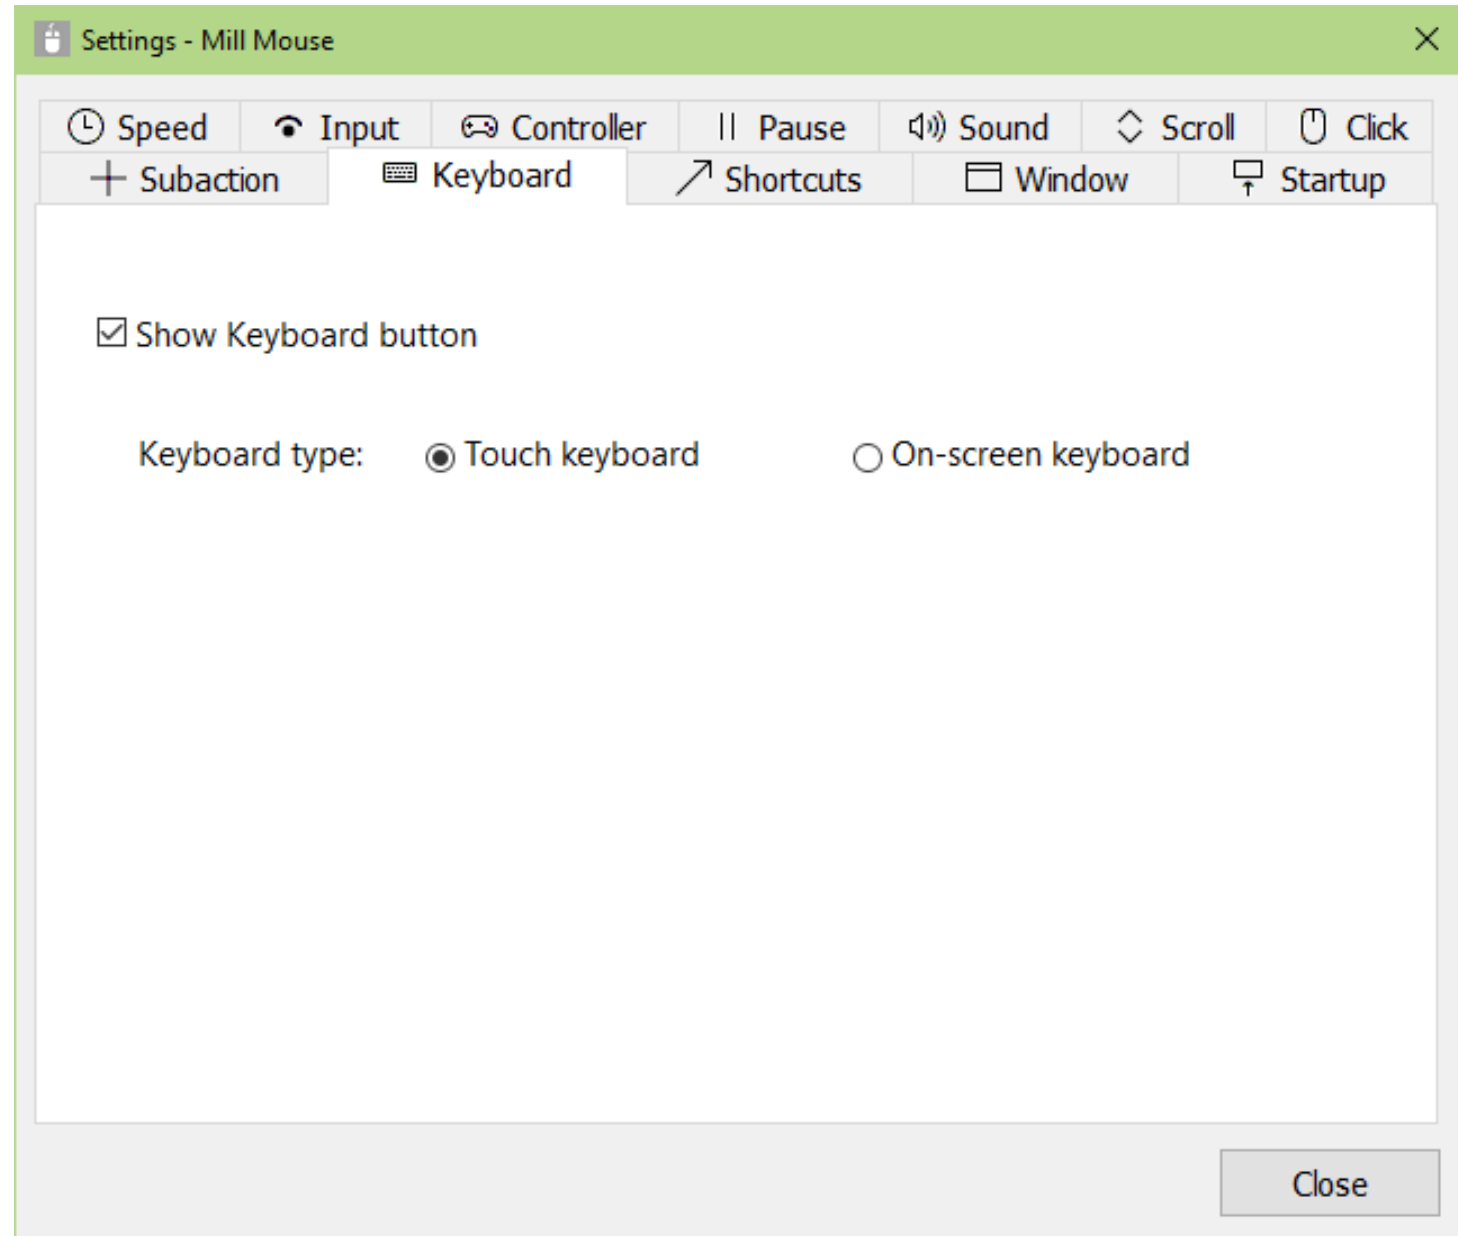 Settings - Mill Mouse
Speed Input Controller Pause Sound Scroll Click
Subaction Keyboard Shortcuts Window Startup
Show Keyboard button
Keyboard type: Touch keyboard On-screen keyboard
Close